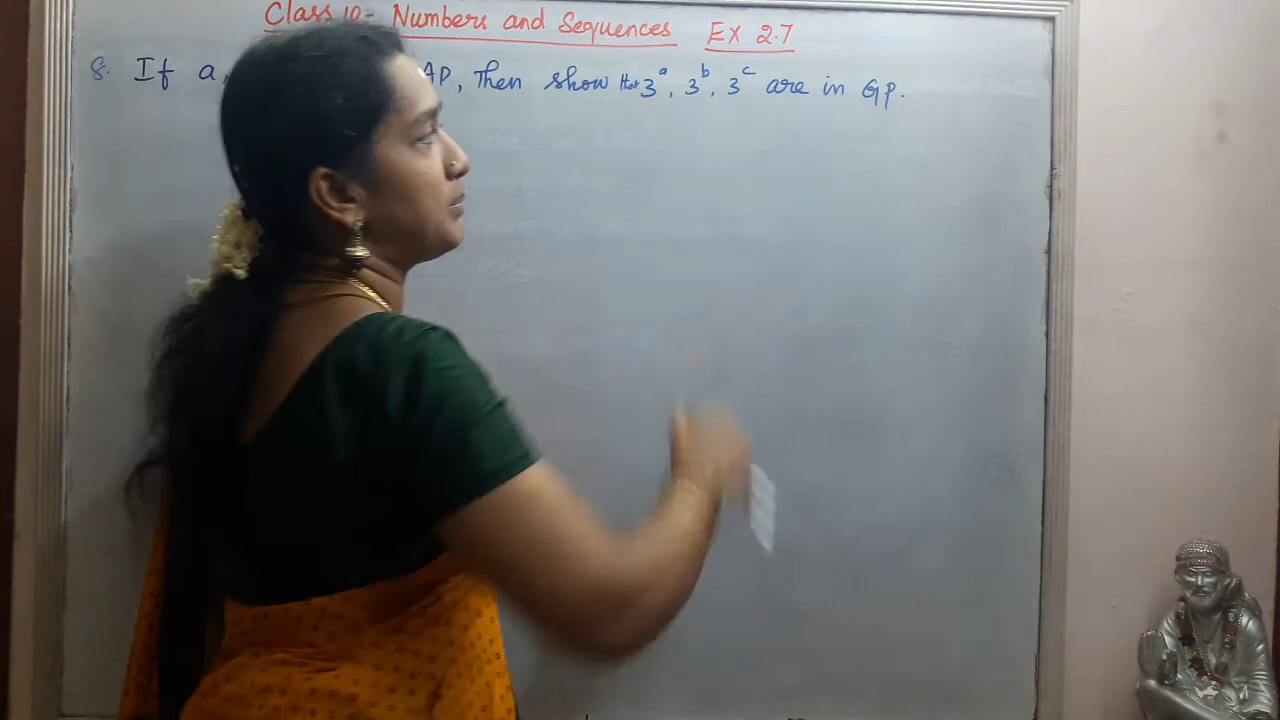 Class 10- Numbers and Sequences Ex 2.7
8. If a, AP, then show that 3ᵃ, 3ᵇ, 3ᶜ are in GP.